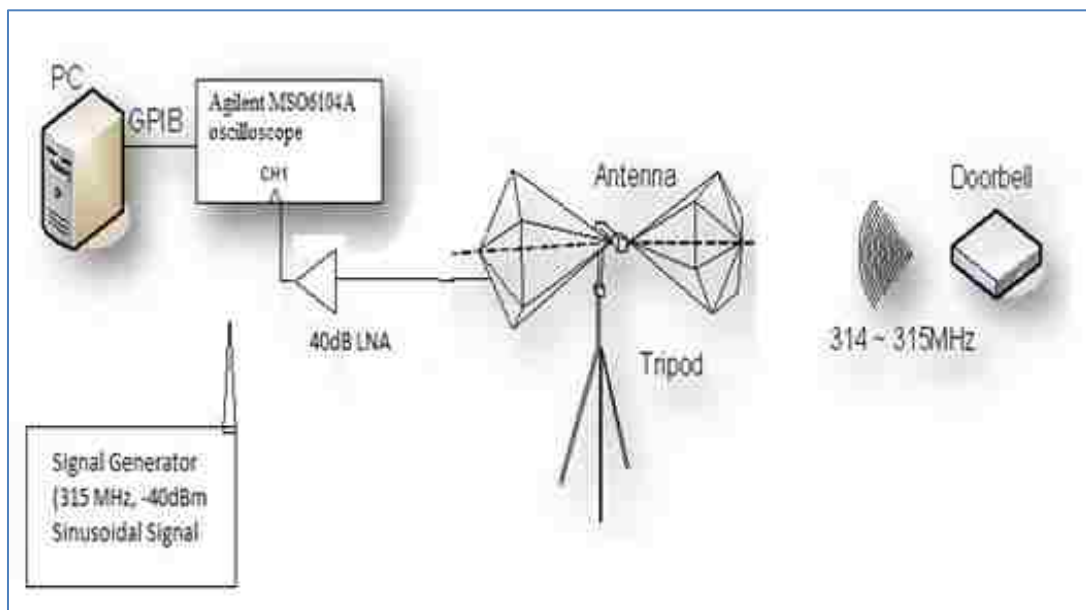 PC
GPIB
Agilent MSO6104A
oscilloscope
CH1
40dB LNA
Antenna
Tripod
Doorbell
314 ~ 315MHz
Signal Generator
(315 MHz, -40dBm
Sinusoidal Signal